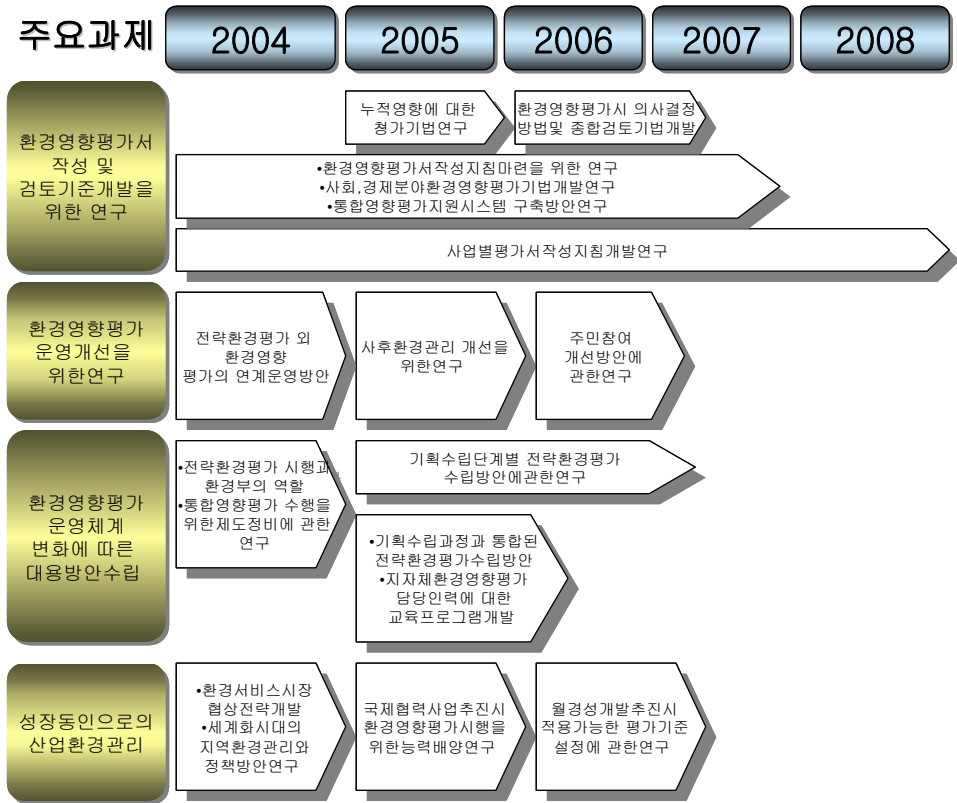 주요과제
2004
2005
2006
2007
2008
환경영향평가서
작성 및
검토기준개발을
위한 연구
누적영향에 대한
쳥가기법연구
환경영향평가시 의사결정
방법및 종합검토기법개발
•환경영향평가서작성지침마련을 위한 연구
•사회,경제분야환경영향평가기법개발연구
•통합영향평가지원시스템 구축방안연구
사업별평가서작성지침개발연구
환경영향평가
운영개선을
위한연구
전략환경평가 외
환경영향
평가의 연계운영방안
사후환경관리 개선을
위한연구
주민참여
개선방안에
관한연구
환경영향평가
운영체계
변화에 따른
대용방안수립
•전략환경평가 시행과
환경부의 역할
•통합영향평가 수행을
위한제도정비에 관한
연구
기획수립단계별 전략환경평가
수립방안에관한연구
•기획수립과정과 통합된
전략환경평가수립방안
•지자체환경영향평가
담당인력에 대한
교육프로그램개발
성장동인으로의
산업환경관리
•환경서비스시장
협상전략개발
•세계화시대의
지역환경관리와
정책방안연구
국제협력사업추진시
환경영향평가시행을
위한능력배양연구
월경성개발추진시
적용가능한 평가기준
설정에 관한연구